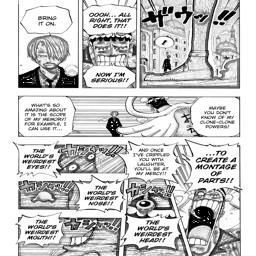 OOOH... ALL
RIGHT, THAT
DOES IT!!
NOW I'M
SERIOUS!!
BRING
IT ON.
MAYBE
YOU DON'T
KNOW OF MY
CLONE-CLONE
POWERS!
WHAT'S SO
AMAZING ABOUT
IT IS THE SCOPE
OF MY MEMORY!
FOR EXAMPLE, I
CAN USE IT...
...TO
CREATE A
MONTAGE
OF
PARTS!!
AND ONCE
I'VE CRIPPLED
YOU WITH
LAUGHTER,
YOU'LL BE
AT MY
MERCY!!
THE
WORLD'S
WEIRDEST
EYES!!
THE
WORLD'S
WEIRDEST
NOSE!!
THE
WORLD'S
WEIRDEST
HEAD!!
THE
WORLD'S
WEIRDEST
MOUTH!!